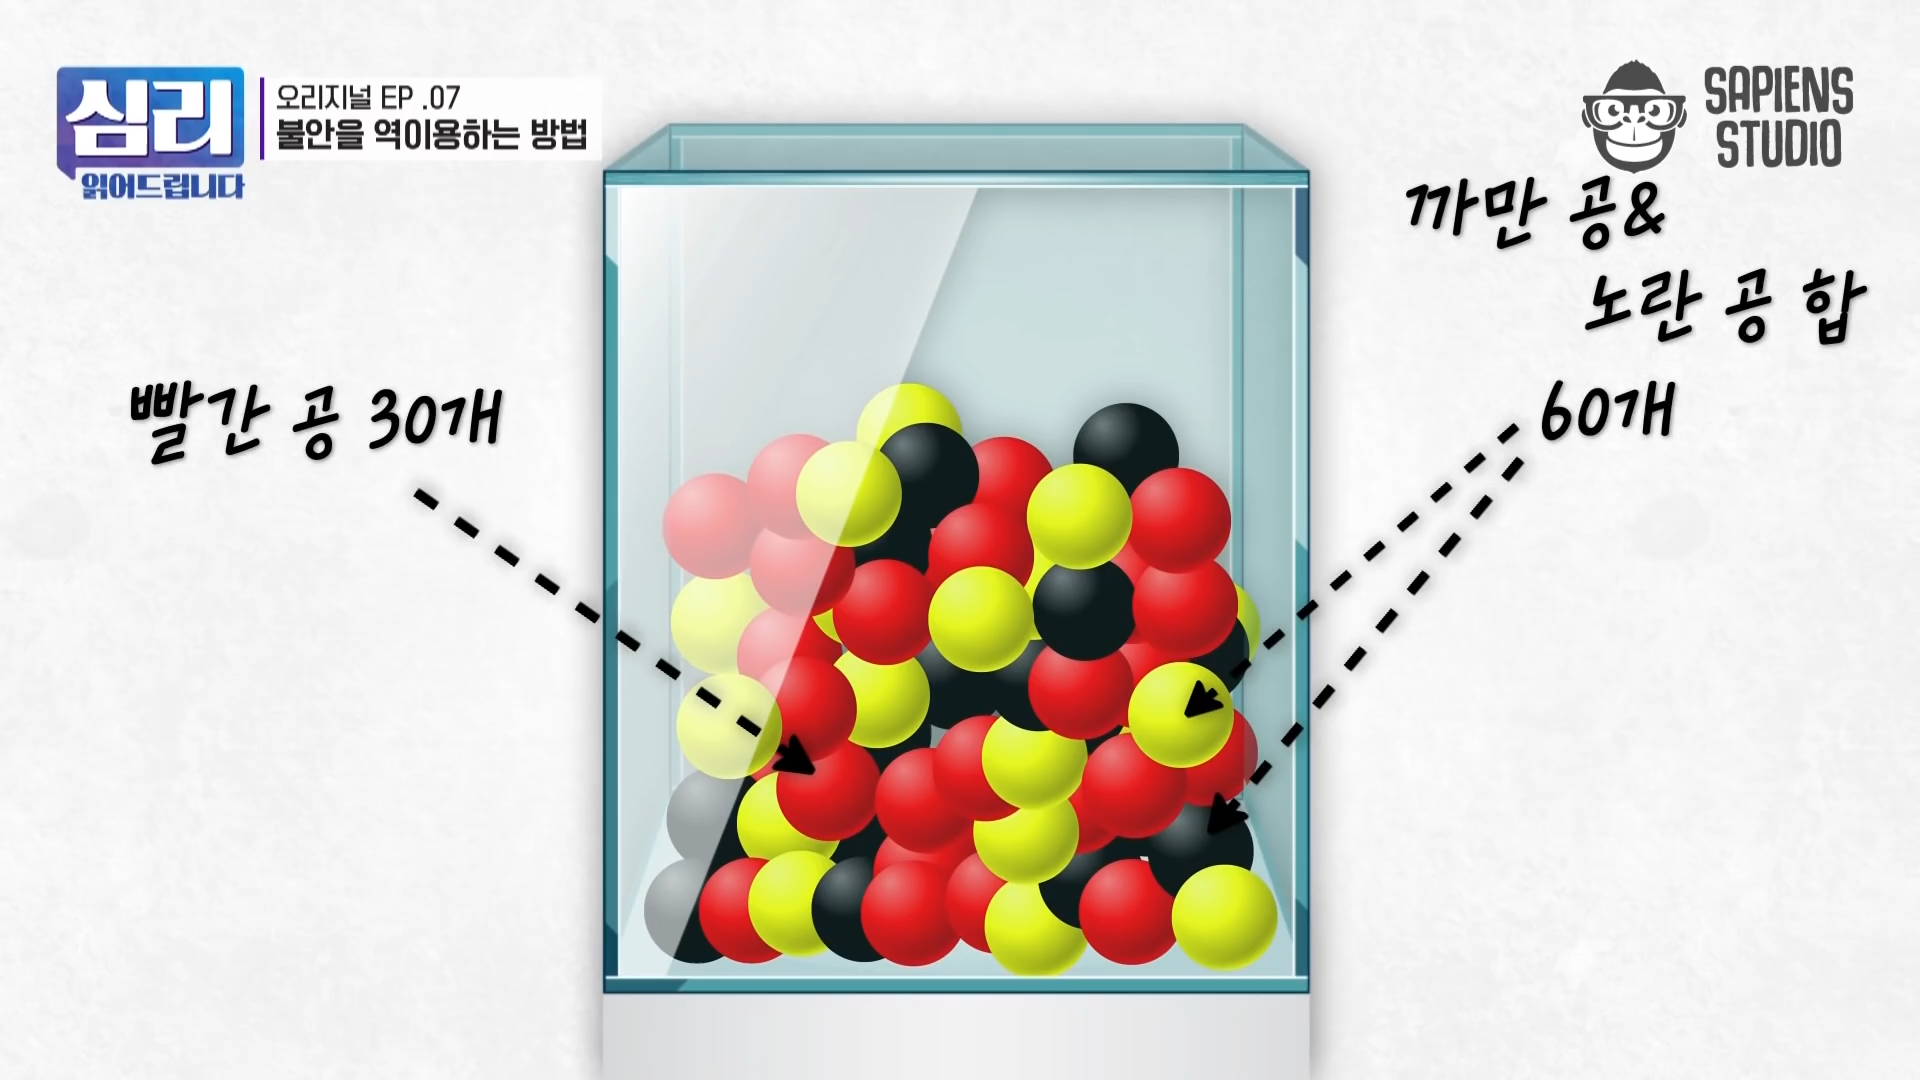 심리
읽어드립니다
오리지널 EP .07
불안을 역이용하는 방법
SAPIENS
STUDIO
까만 공&
노란 공 합
60개
빨간 공 30개